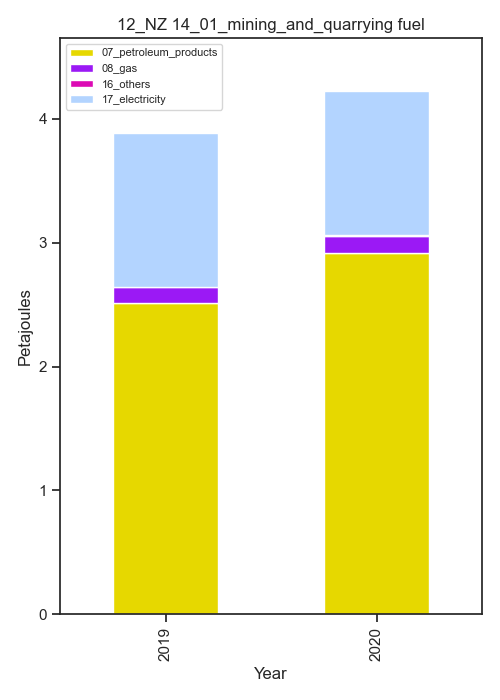 12_NZ 14_01_mining_and_quarrying fuel
07_petroleum_products
08_gas
16_others
17_electricity
Petajoules
4
3
2
1
0
2019
2020
Year